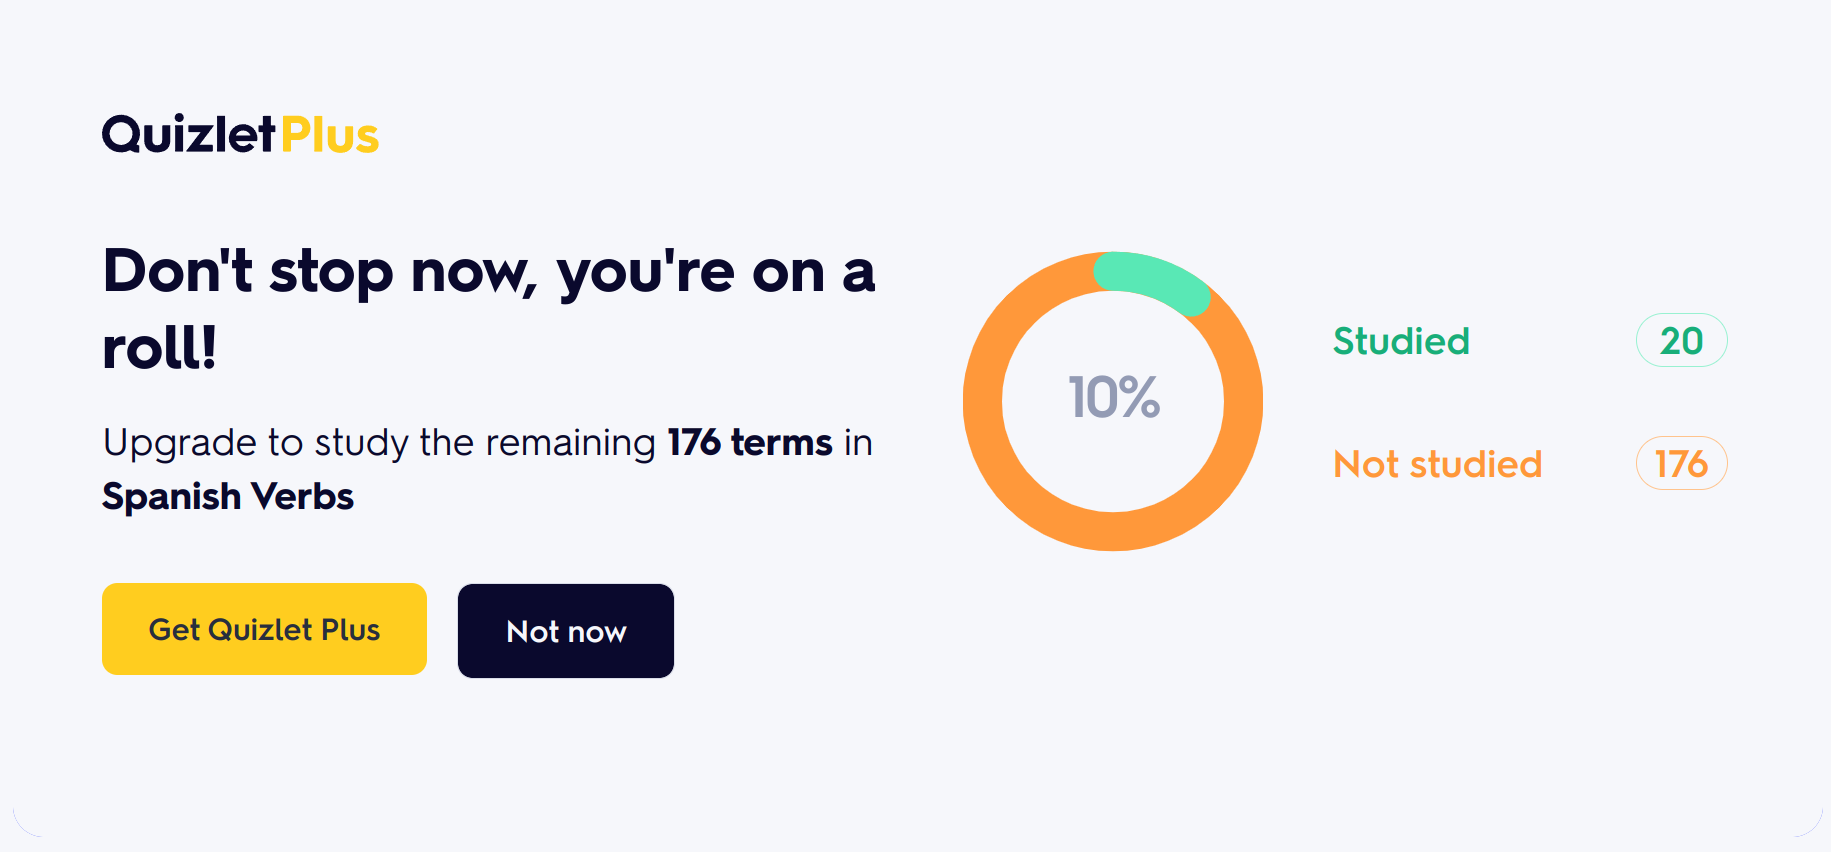 QuizletPlus
Don't stop now, you're on a
roll!
Upgrade to study the remaining 176 terms in
Spanish Verbs
Get Quizlet Plus
Not now
10%
Studied 20
Not studied 176